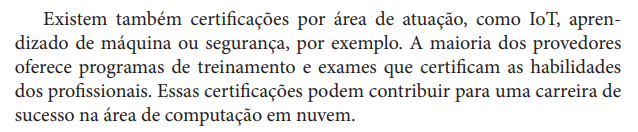 Existem também certificações por área de atuação, como IoT, apren-
dizado de máquina ou segurança, por exemplo. A maioria dos provedores
oferece programas de treinamento e exames que certificam as habilidades
dos profissionais. Essas certificações podem contribuir para uma carreira de
sucesso na área de computação em nuvem.